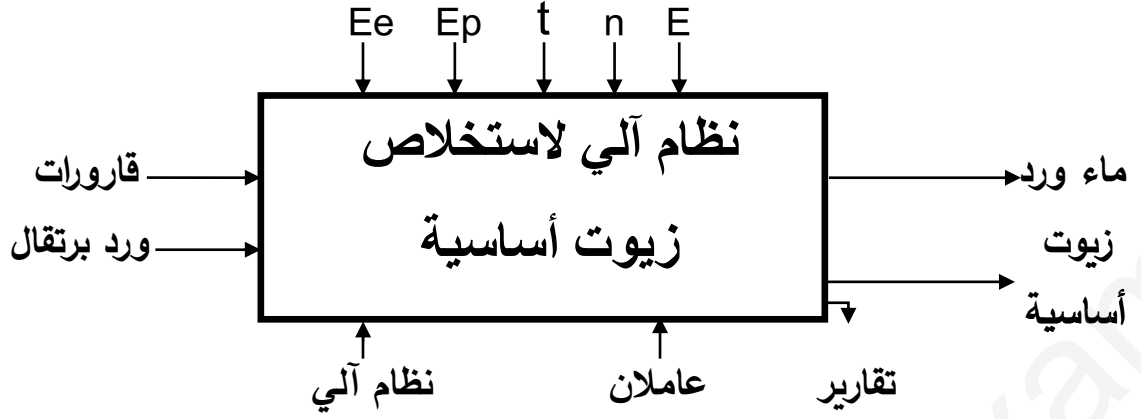 Ee Ep t n E
نظام آلي لاستخلاص
زيوت أساسية
قارورات
ورد برتقال
ماء ورد
زيوت
أساسية
نظام آلي
عاملان
تقارير